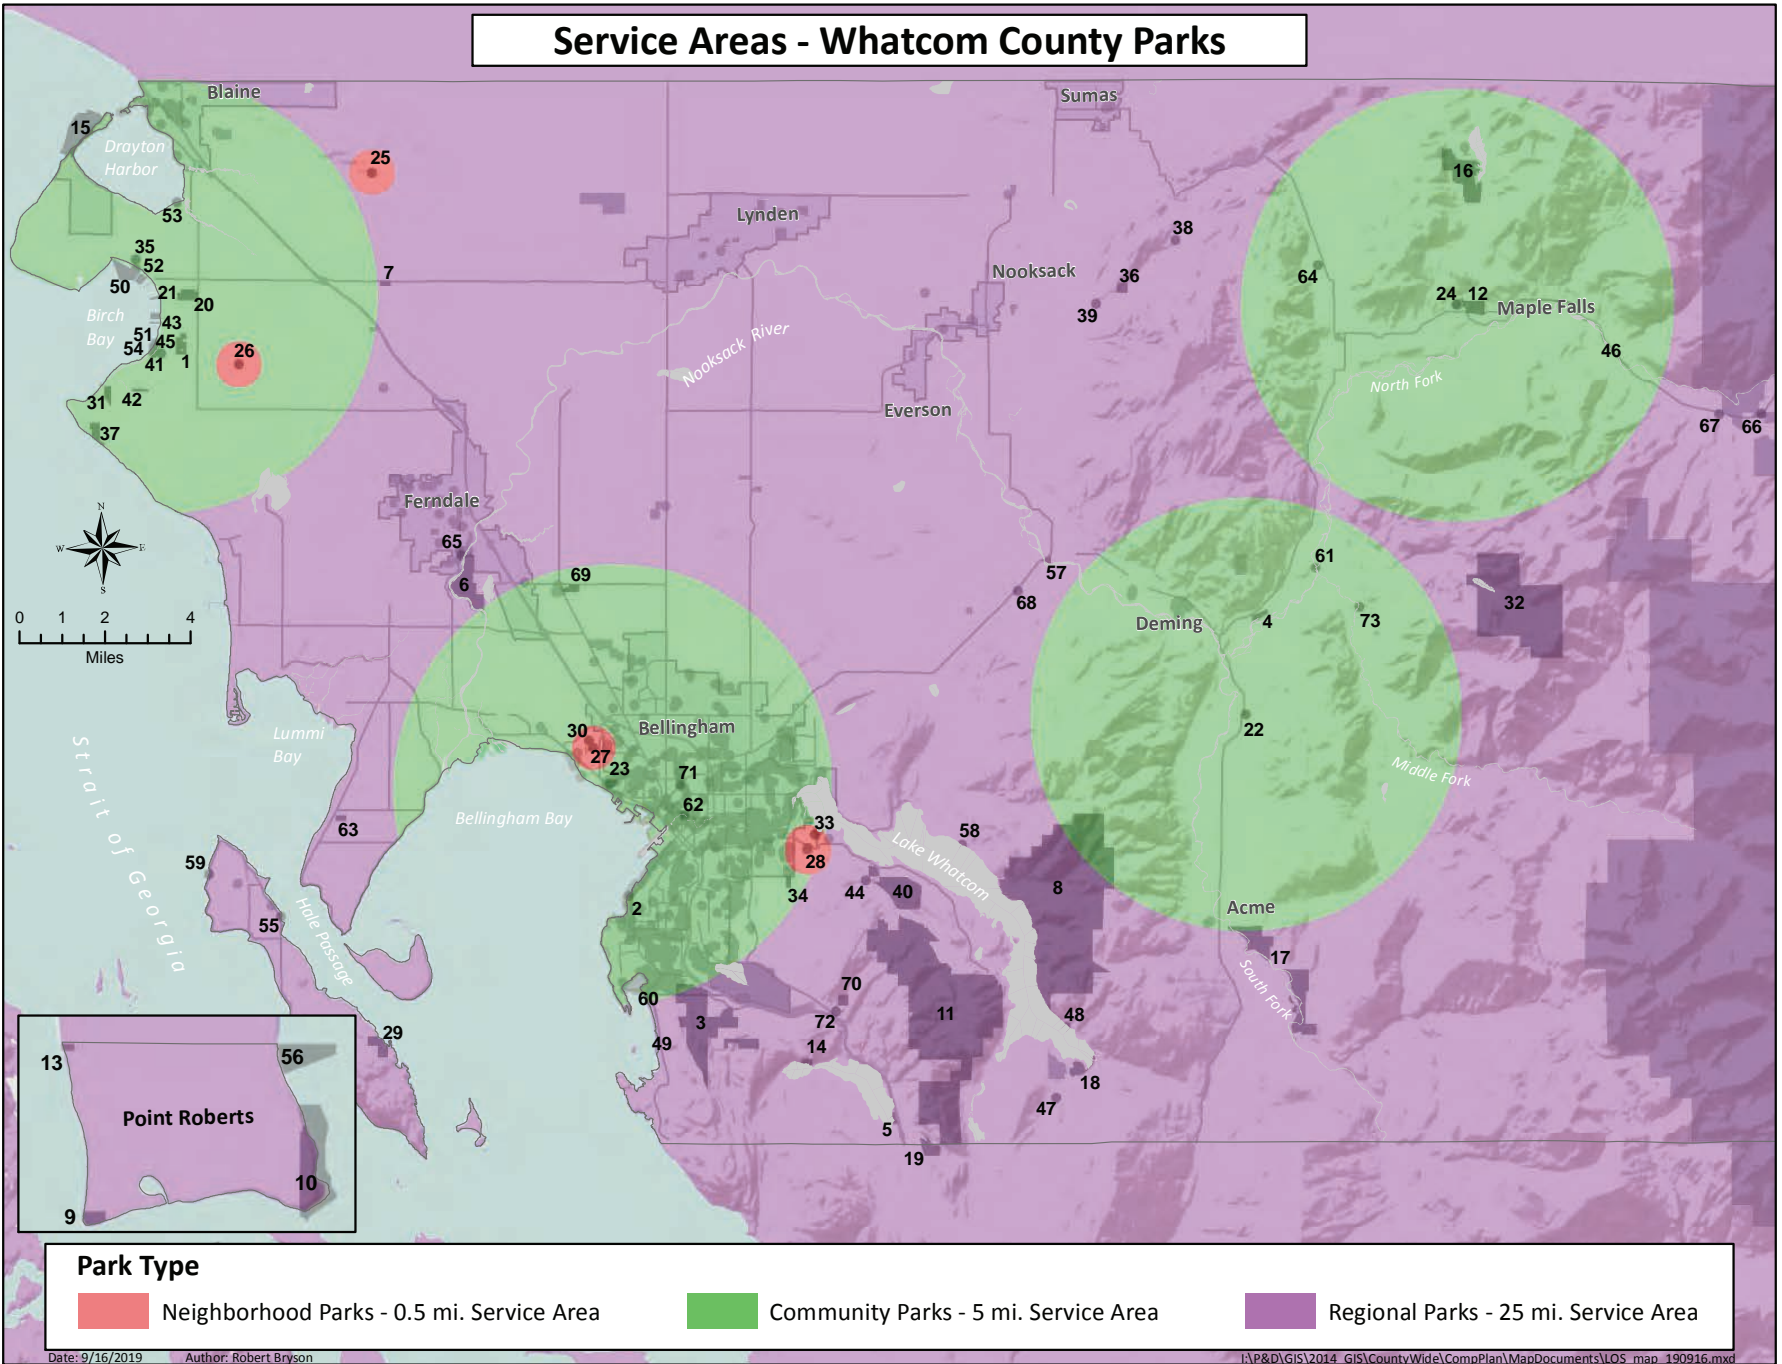 Service Areas - Whatcom County Parks
Blaine
Sumas
15
Drayton
Harbor
25
16
53
Lynden
38
35
52
7
Nooksack
36
64
50
21
20
24
12
Maple Falls
39
Birch
Bay
43
51
45
54
41
1
26
Nooksack River
46
North Fork
31
42
37
Everson
67
66
Ferndale
N
W
E
S
65
61
57
69
6
68
32
0
1
2
4
Miles
Deming
4
73
22
30
Bellingham
27
23
71
62
Lummi
Bay
Middle Fork
Strait of Georgia
Bellingham Bay
63
33
28
58
Lake Whatcom
59
34
44
40
8
2
Acme
55
Hale Passage
17
South Fork
60
70
3
72
11
48
49
14
29
18
47
5
19
13
56
Point Roberts
10
9
Park Type
Neighborhood Parks - 0.5 mi. Service Area
Community Parks - 5 mi. Service Area
Regional Parks - 25 mi. Service Area
Date: 9/16/2019
Author: Robert Bryson
I:\P&D\GIS\2014_GIS\CountyWide\CompPlan\MapDocuments\LOS_map_190916.mxd